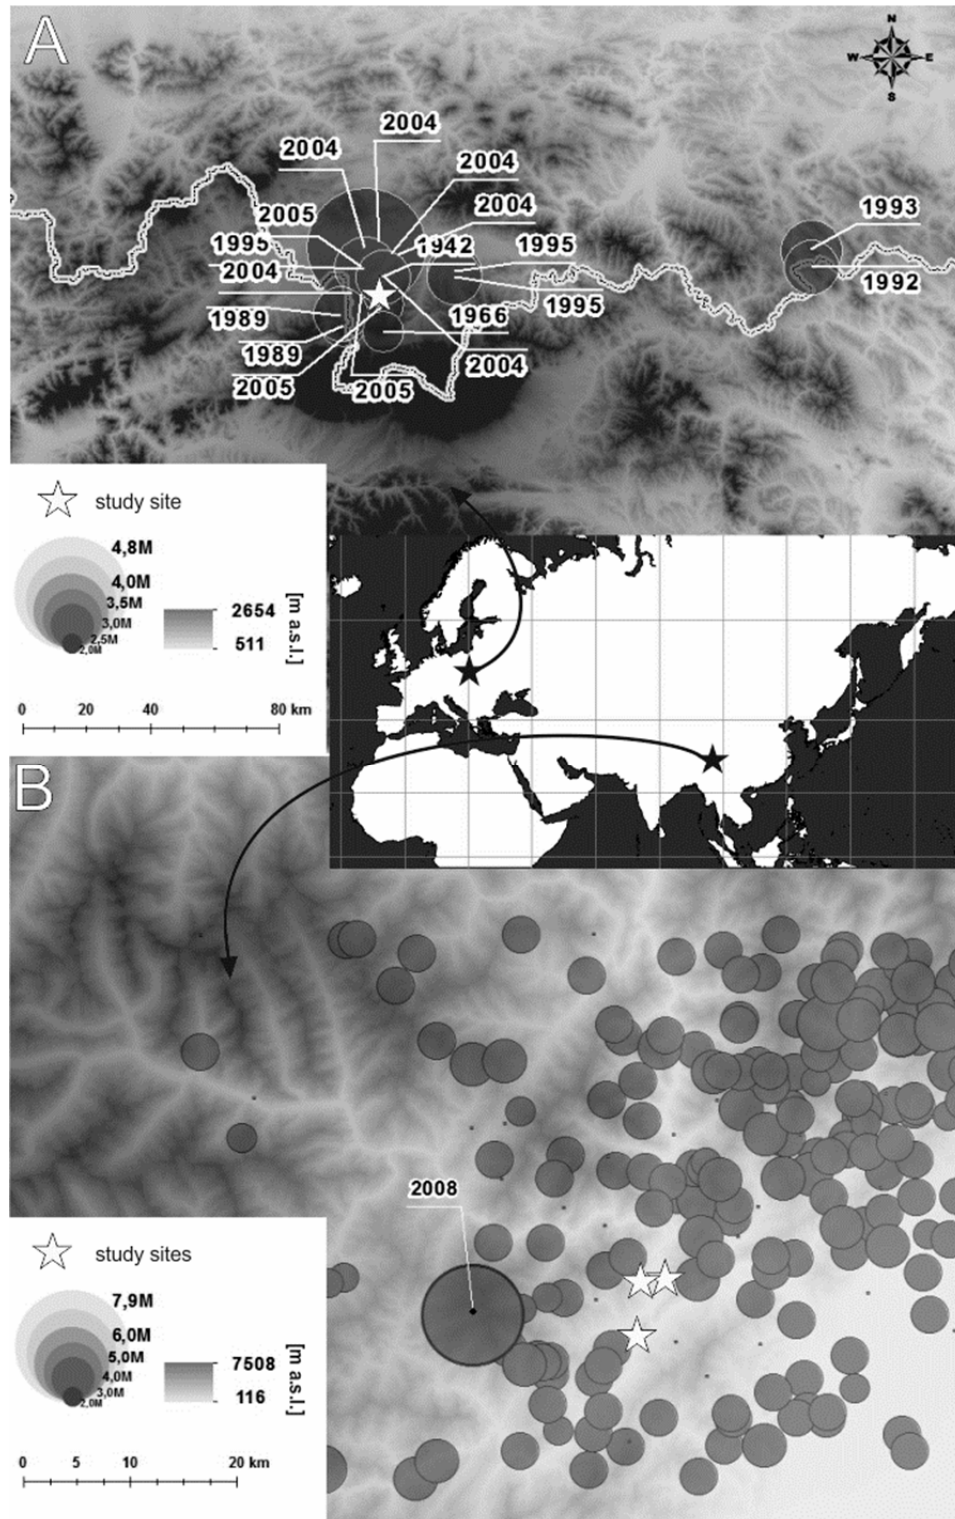 A
N
W E
S
2004
2004
2004
2005
2004
1995
1942
1995
1993
2004
1995
1992
1989
1966
1989
2004
2005
2005
study site
4,8M
4,0M
3,5M
3,0M
2,5M
2,0M
2654
511
[m a.s.l.]
0 20 40 80 km
B
2008
study sites
7,9M
6,0M
5,0M
4,0M
3,0M
2,0M
7508
116
[m a.s.l.]
0 5 10 20 km